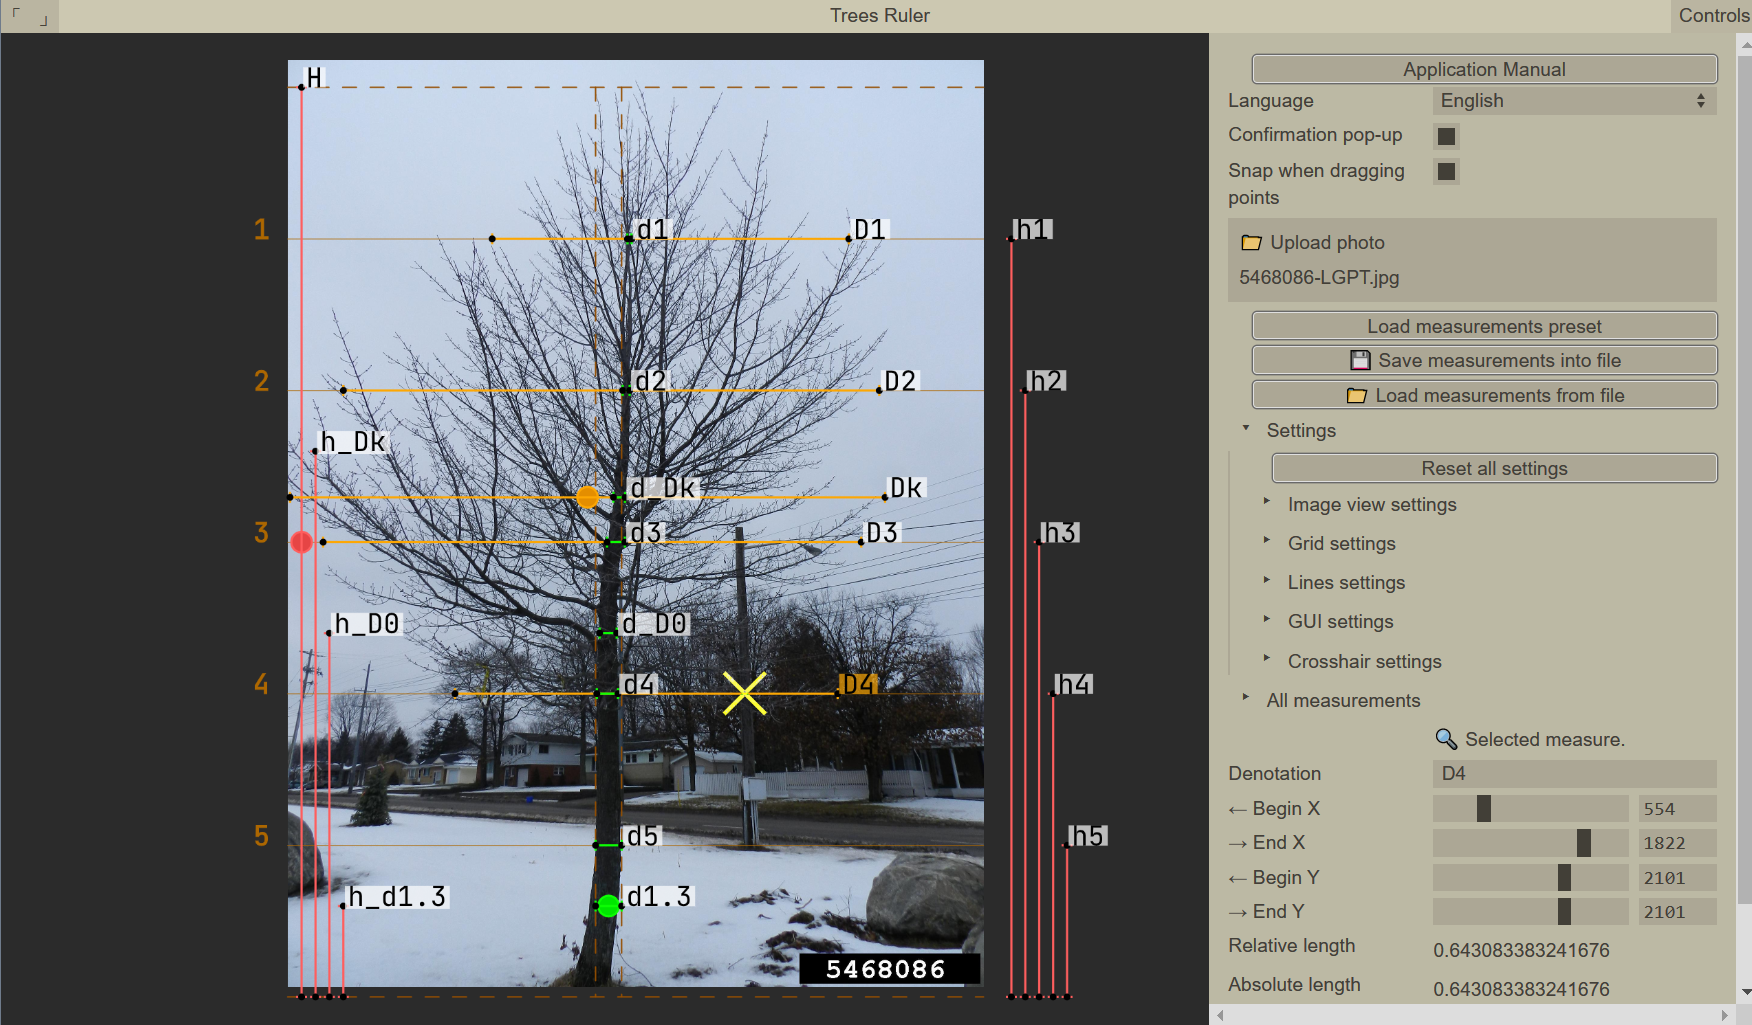 Trees Ruler
Controls
H
1
d1
D1
h1
2
d2
D2
h2
h_Dk
d_Dk
Dk
3
d3
D3
h3
h_D0
d_D0
4
d4
D4
h4
5
d5
h5
h_d1.3
d1.3
5468086
Application Manual
Language
English
Confirmation pop-up
Snap when dragging
points
Upload photo
5468086-LGPT.jpg
Load measurements preset
Save measurements into file
Load measurements from file
Settings
Reset all settings
Image view settings
Grid settings
Lines settings
GUI settings
Crosshair settings
All measurements
Selected measure.
Denotation
D4
← Begin X
554
→ End X
1822
← Begin Y
2101
→ End Y
2101
Relative length
0.643083383241676
Absolute length
0.643083383241676